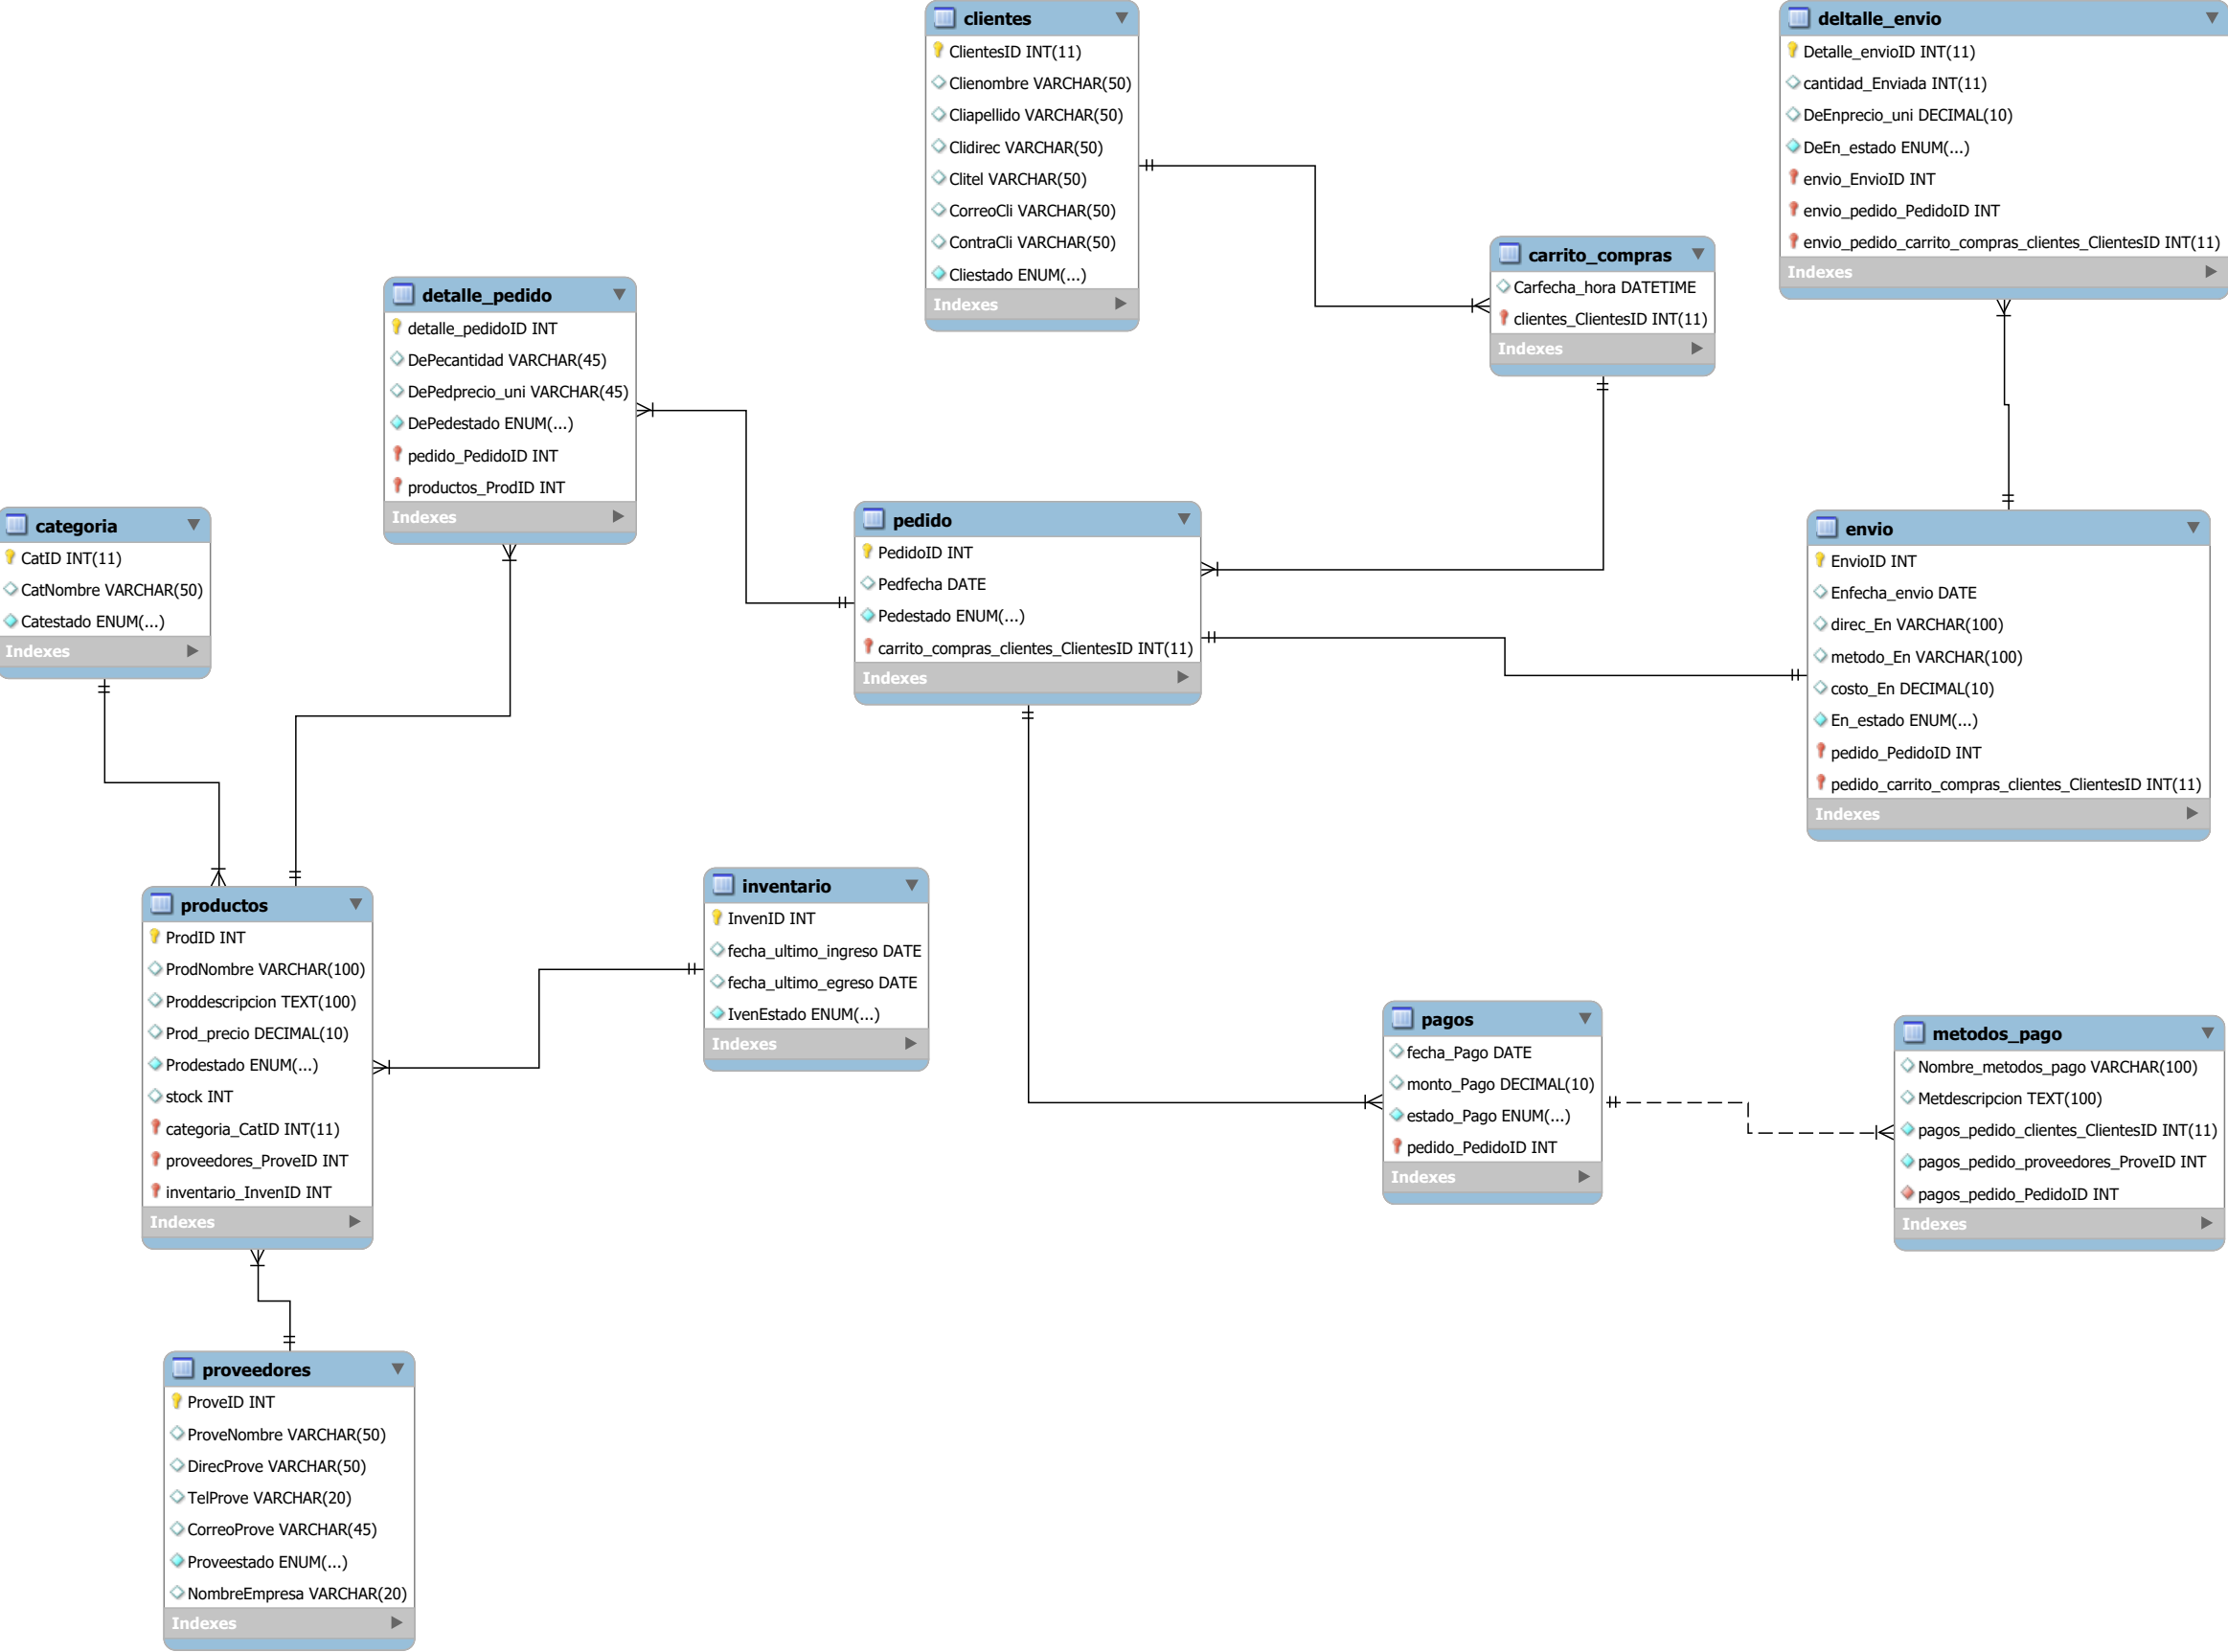 clientes
ClientesID INT(11)
Clienombre VARCHAR(50)
Cliapellido VARCHAR(50)
Clidirec VARCHAR(50)
Clitel VARCHAR(50)
CorreoCli VARCHAR(50)
ContraCli VARCHAR(50)
Cliestado ENUM(...)
Indexes
deltalle_envio
Detalle_envioID INT(11)
cantidad_Enviada INT(11)
DeEnprecio_uni DECIMAL(10)
DeEn_estado ENUM(...)
envio_EnvioID INT
envio_pedido_PedidoID INT
envio_pedido_carrito_compras_clientes_ClientesID INT(11)
Indexes
carrito_compras
Carfecha_hora DATETIME
clientes_ClientesID INT(11)
Indexes
detalle_pedido
detalle_pedidoID INT
DePecantidad VARCHAR(45)
DePedprecio_uni VARCHAR(45)
DePedestado ENUM(...)
pedido_PedidoID INT
productos_ProdID INT
Indexes
categoria
CatID INT(11)
CatNombre VARCHAR(50)
Catestado ENUM(...)
Indexes
pedido
PedidoID INT
Pedfecha DATE
Pedestado ENUM(...)
carrito_compras_clientes_ClientesID INT(11)
Indexes
envio
EnvioID INT
Enfecha_envio DATE
direc_En VARCHAR(100)
metodo_En VARCHAR(100)
costo_En DECIMAL(10)
En_estado ENUM(...)
pedido_PedidoID INT
pedido_carrito_compras_clientes_ClientesID INT(11)
Indexes
productos
ProdID INT
ProdNombre VARCHAR(100)
Proddescripcion TEXT(100)
Prod_precio DECIMAL(10)
Prodestado ENUM(...)
stock INT
categoria_CatID INT(11)
proveedores_ProveID INT
inventario_InvenID INT
Indexes
inventario
InvenID INT
fecha_ultimo_ingreso DATE
fecha_ultimo_egreso DATE
IvenEstado ENUM(...)
Indexes
pagos
fecha_Pago DATE
monto_Pago DECIMAL(10)
estado_Pago ENUM(...)
pedido_PedidoID INT
Indexes
metodos_pago
Nombre_metodos_pago VARCHAR(100)
Metdescripcion TEXT(100)
pagos_pedido_clientes_ClientesID INT(11)
pagos_pedido_proveedores_ProveID INT
pagos_pedido_PedidoID INT
Indexes
proveedores
ProveID INT
ProveNombre VARCHAR(50)
DirecProve VARCHAR(50)
TelProve VARCHAR(20)
CorreoProve VARCHAR(45)
Proveestado ENUM(...)
NombreEmpresa VARCHAR(20)
Indexes